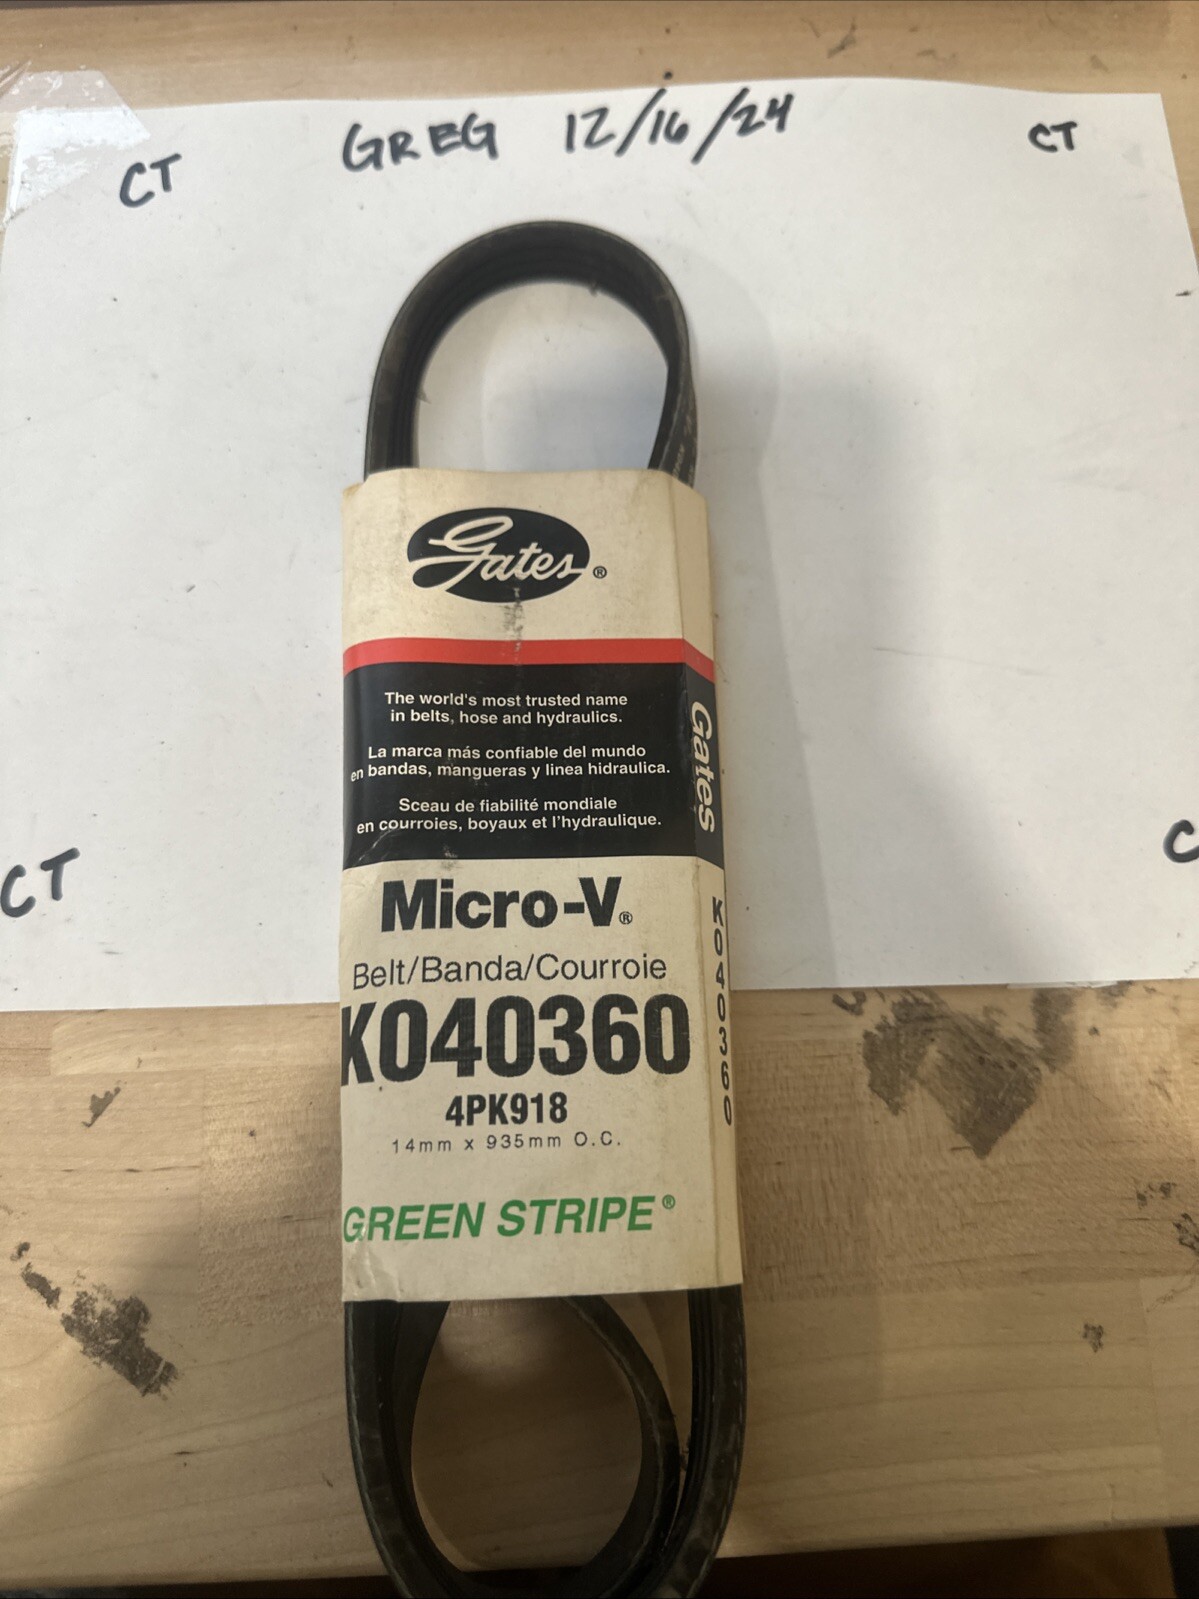 GREG 12/16/24
CT
CT
Gates®
The world's most trusted name
in belts, hose and hydraulics.
La marca más confiable del mundo
en bandas, mangueras y linea hidraulica.
Sceau de fiabilité mondiale
en courroies, boyaux et l'hydraulique.
Gates
CT
C
Micro-V®
Belt/Banda/Courroie
K040360
4PK918
14mm x 935mm O.C.
GREEN STRIPE®
K040360